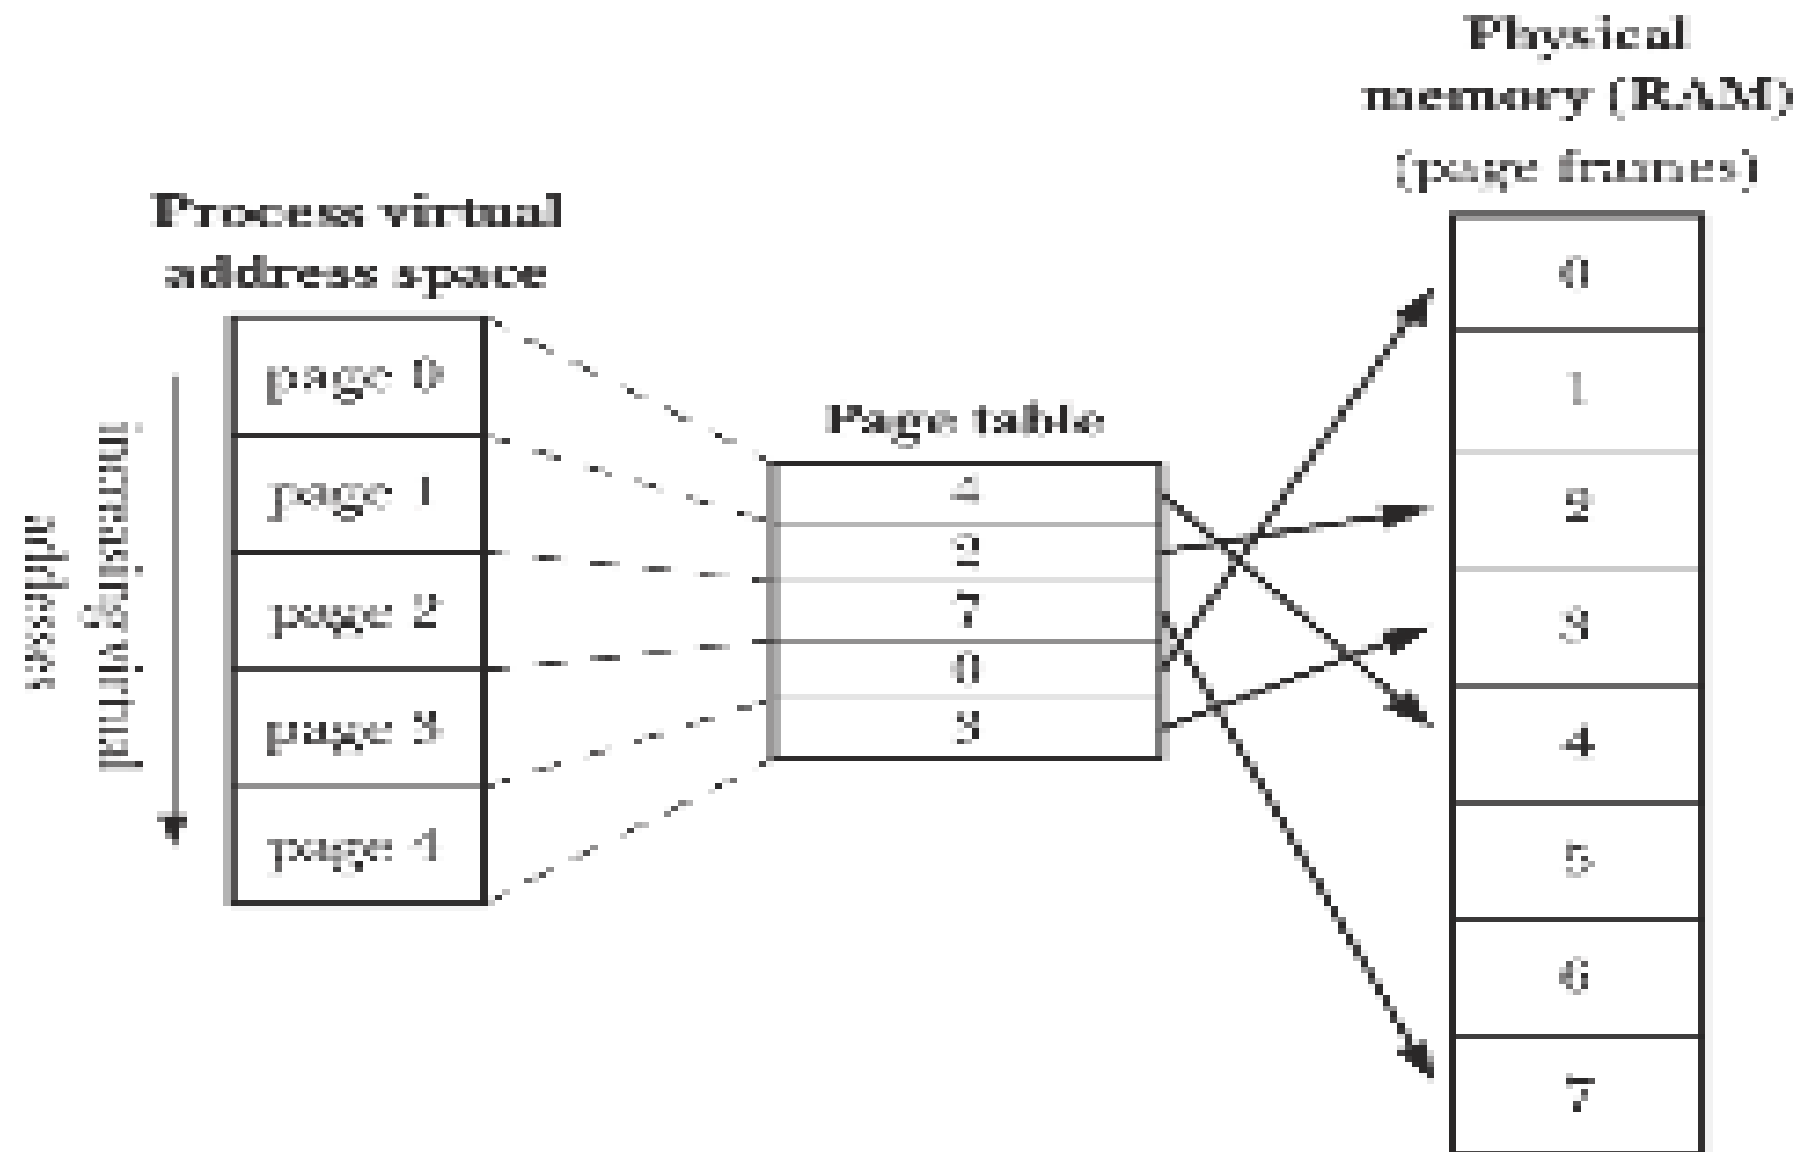 Physical
memory (RAM)
(page frames)
Process virtual
address space
increasing virtual
addesses
page 0
page 1
page 2
page 3
page 4
Page table
4
2
7
0
3
0
1
2
3
4
5
6
7